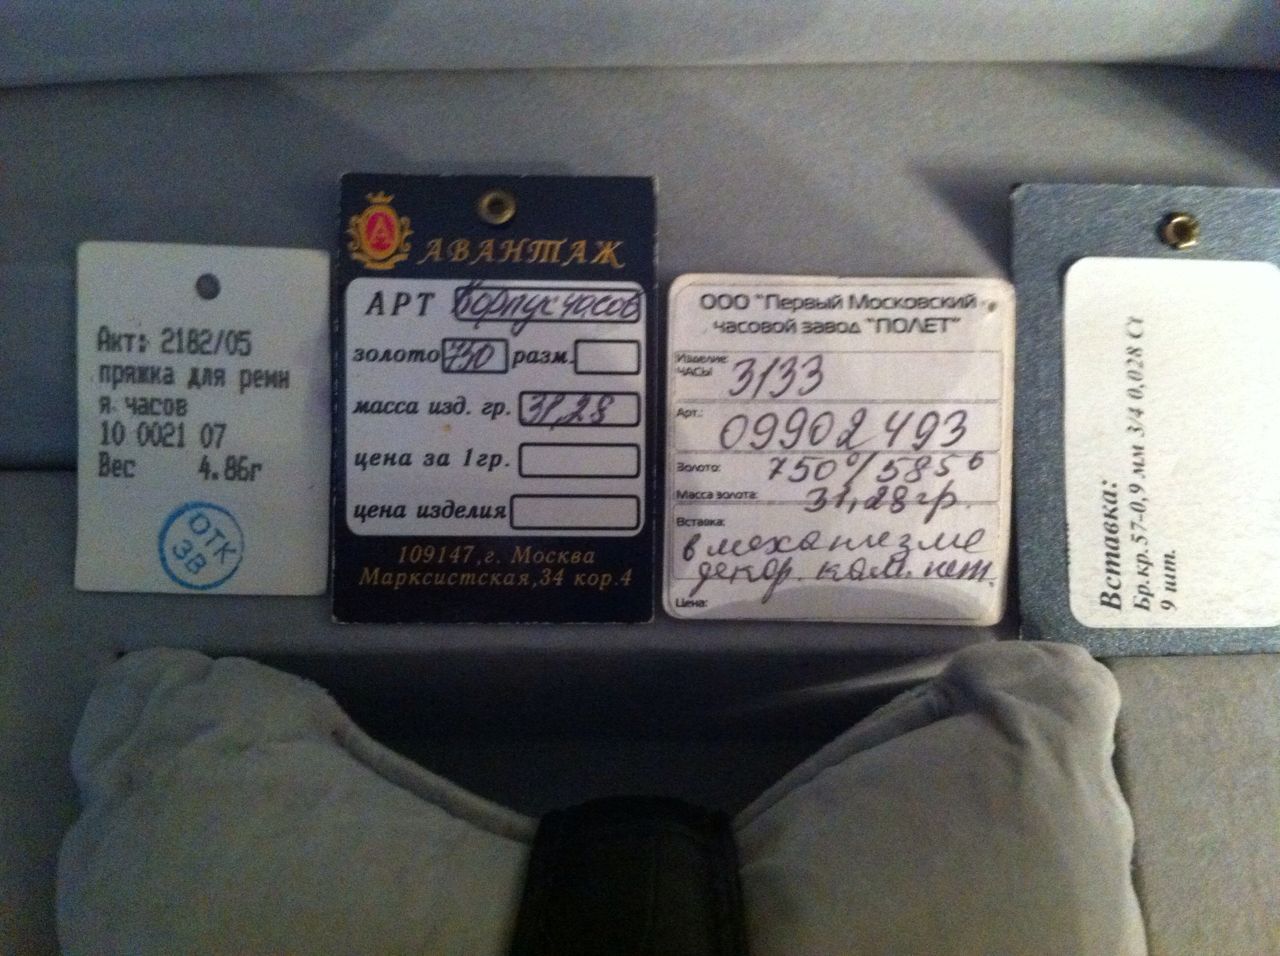 Акт: 2182/05
пряжка для ремн
я часов
10 0021 07
Вес 4.86г
ОТК
3В
А
АВАНТАЖ
АРТ Корпус часов
золото 750 разм.
масса изд. гр. 31,28
цена за 1гр.
цена изделия
109147,г. Москва
Марксистская,34 кор.4
ООО "Первый Московский
часовой завод "ПОЛЕТ"
Изделие:
ЧАСЫ 3133
Арт.: 09902493
Золото: 750°/585°
Масса золота: 31,28гр.
Вставка:
в механизме
декор. кам. нет.
Цена:
Вставка:
Бр.кр.57-0,9 мм 3/4 0,028 Ct
9 шт.